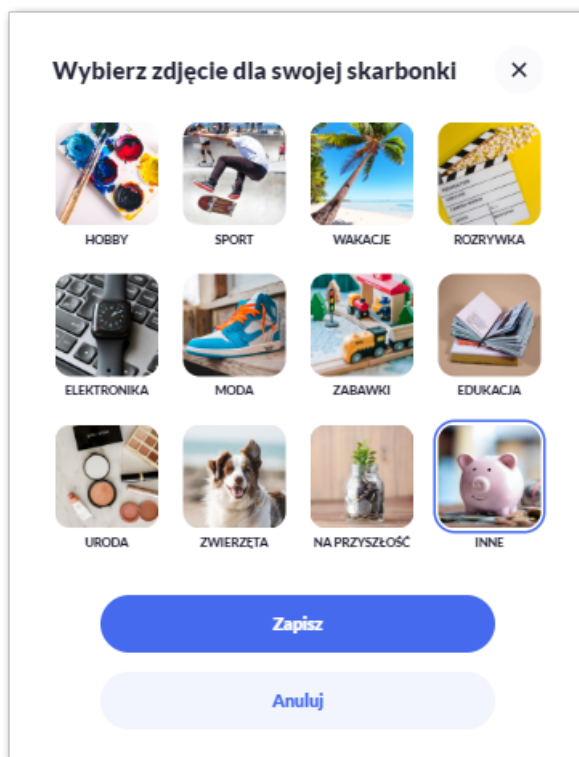 Wybierz zdjęcie dla swojej skarbonki
HOBBY SPORT WAKACJE ROZRYWKA
ELEKTRONIKA MODA ZABAWKI EDUKACJA
URODA ZWIERZĘTA NA PRZYSZŁOŚĆ INNE
Zapisz
Anuluj